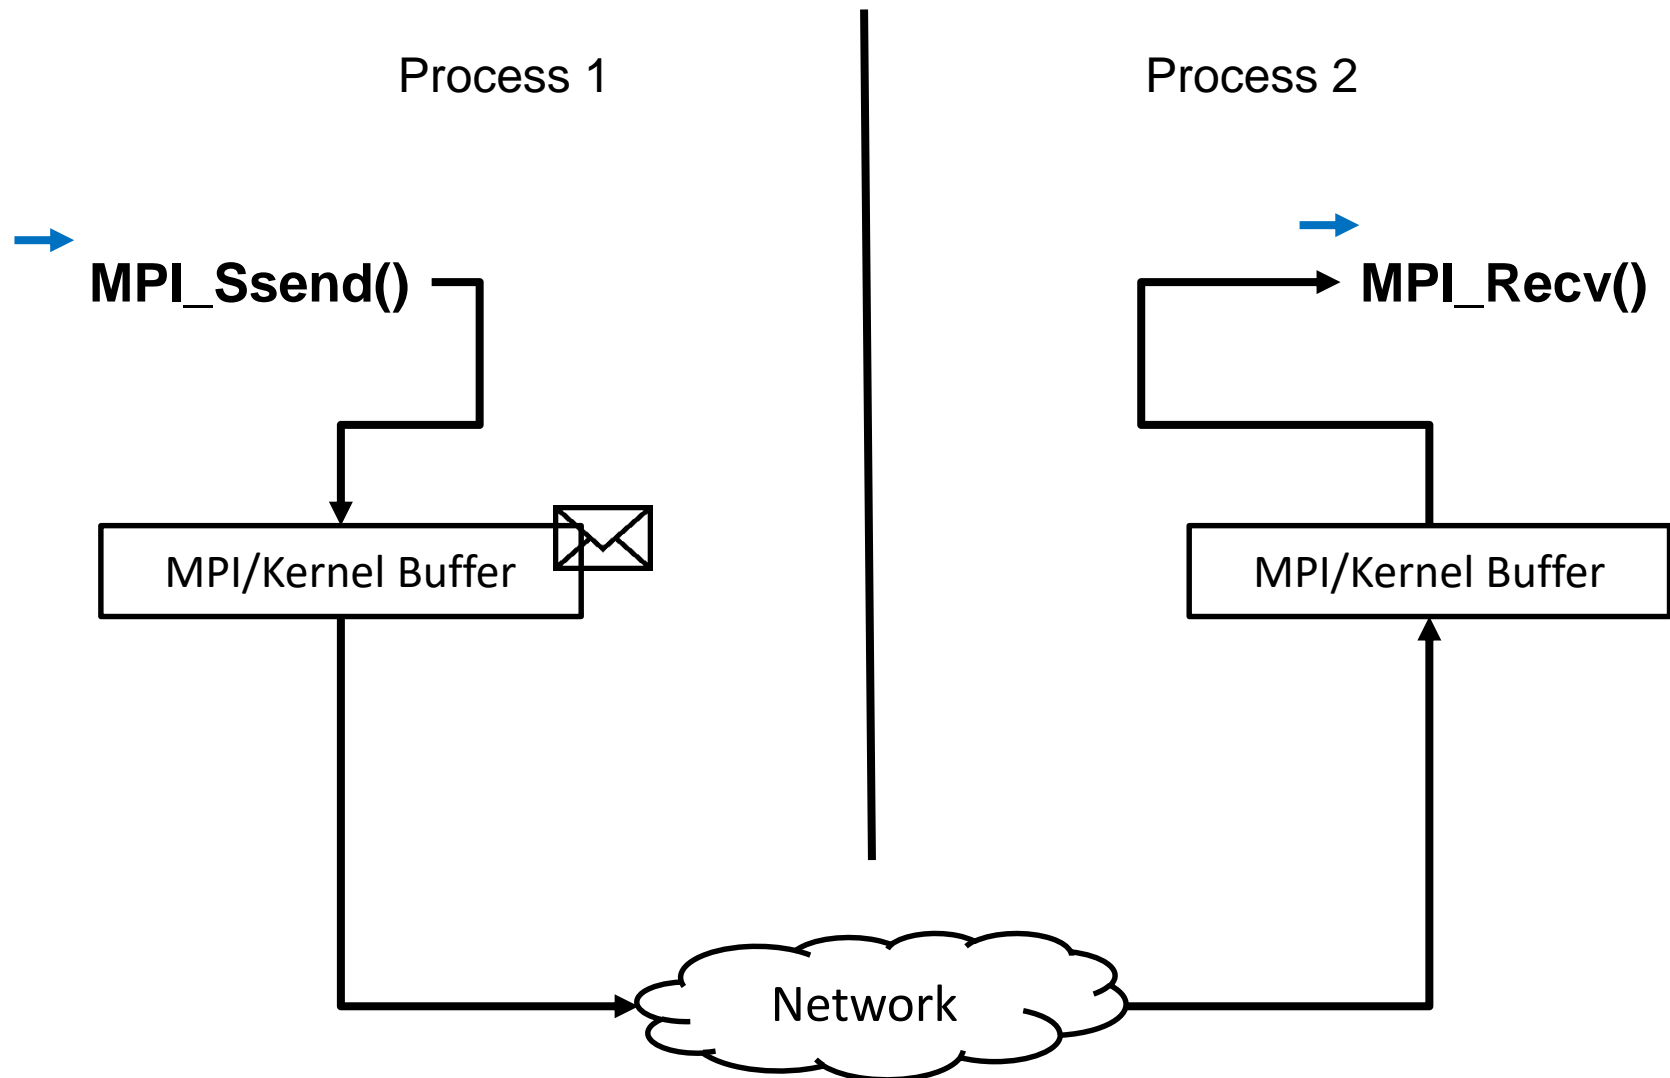 Process 1
Process 2
MPI_Ssend()
MPI_Recv()
MPI/Kernel Buffer
MPI/Kernel Buffer
Network